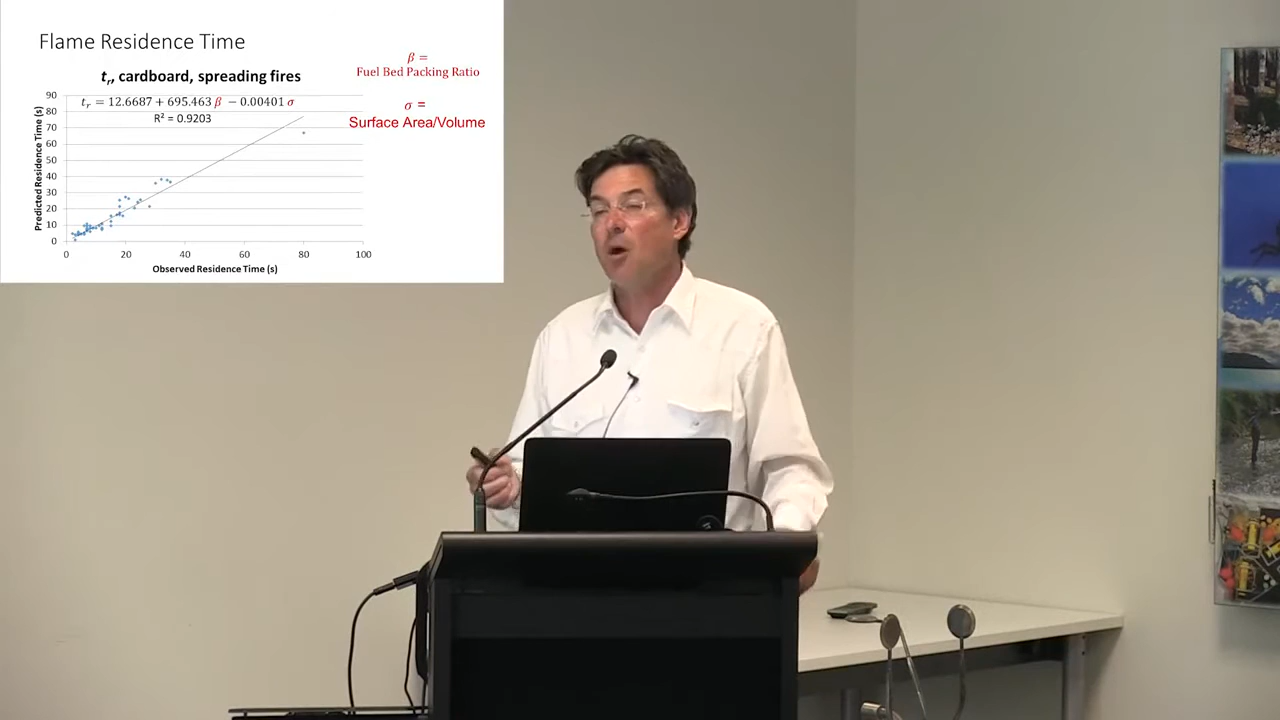 Flame Residence Time
β =
Fuel Bed Packing Ratio
t_r, cardboard, spreading fires
90
t_r = 12.6687 + 695.463 β − 0.00401 σ
σ =
80
R² = 0.9203
Surface Area/Volume
70
60
50
40
30
20
10
0
Predicted Residence Time (s)
0 20 40 60 80 100
Observed Residence Time (s)